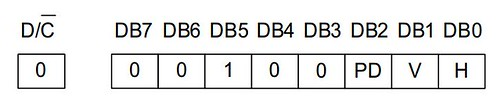 D/C̅ DB7 DB6 DB5 DB4 DB3 DB2 DB1 DB0
0 0 0 1 0 0 PD V H